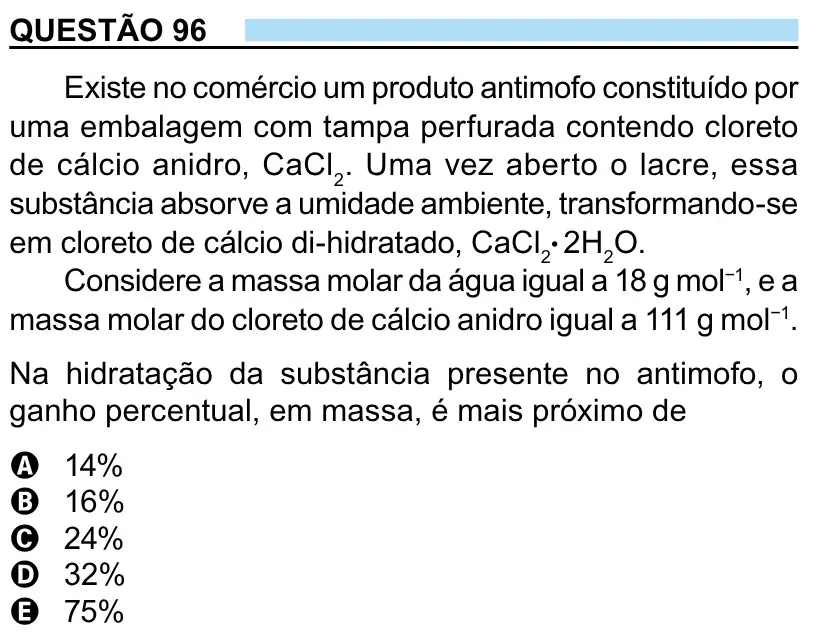 QUESTÃO 96
Existe no comércio um produto antimofo constituído por
uma embalagem com tampa perfurada contendo cloreto
de cálcio anidro, CaCl₂. Uma vez aberto o lacre, essa
substância absorve a umidade ambiente, transformando-se
em cloreto de cálcio di-hidratado, CaCl₂•2H₂O.
Considere a massa molar da água igual a 18 g mol⁻¹, e a
massa molar do cloreto de cálcio anidro igual a 111 g mol⁻¹.
Na hidratação da substância presente no antimofo, o
ganho percentual, em massa, é mais próximo de
A 14%
B 16%
C 24%
D 32%
E 75%